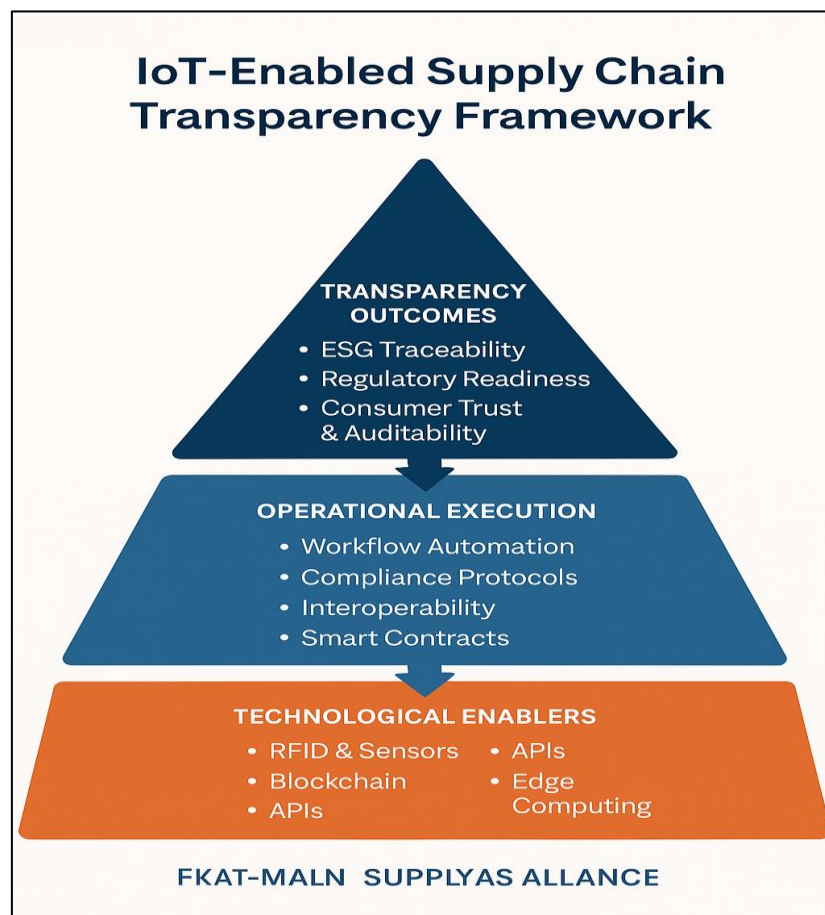 IoT-Enabled Supply Chain
Transparency Framework
TRANSPARENCY
OUTCOMES
• ESG Traceability
• Regulatory Readiness
• Consumer Trust
& Auditability
OPERATIONAL EXECUTION
• Workflow Automation
• Compliance Protocols
• Interoperability
• Smart Contracts
TECHNOLOGICAL ENABLERS
• RFID & Sensors
• Blockchain
• APIs
• APIs
• Edge
Computing
FKAT-MALN SUPPLYAS ALLANCE